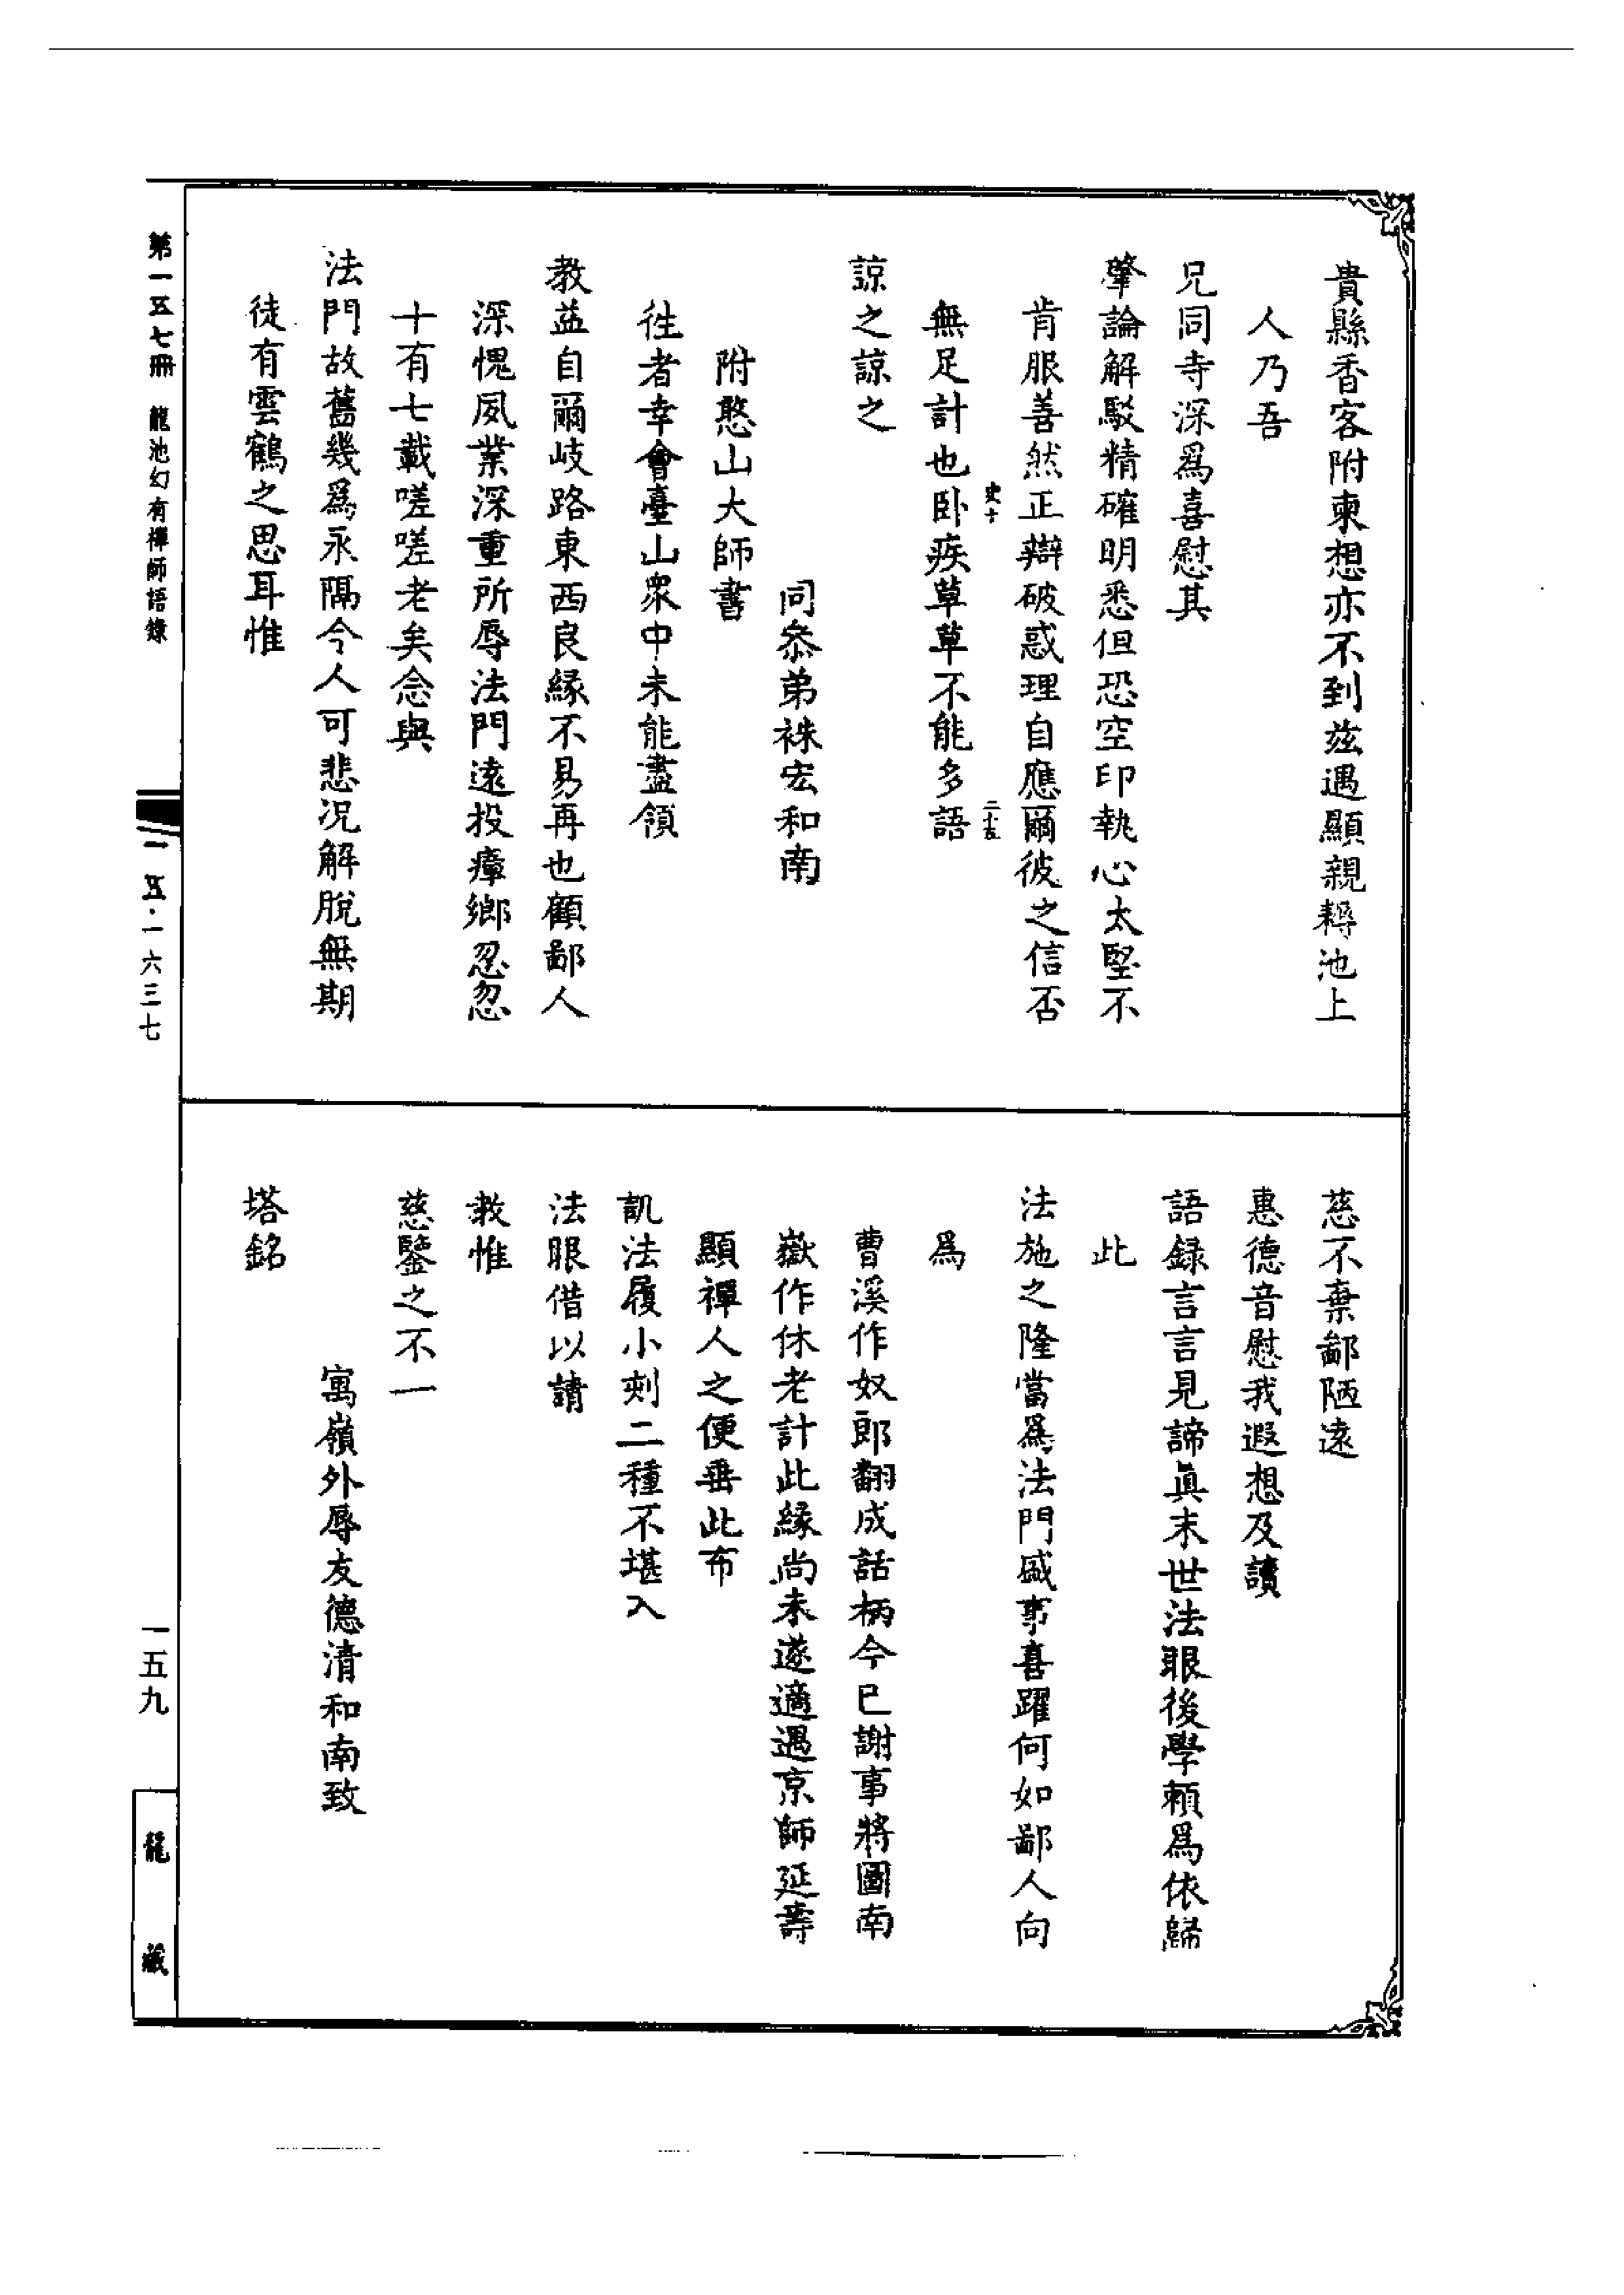 貴縣香客附柬想亦不到茲遇顯親耨池上
人乃吾
兄同寺深爲喜慰其
肇論解駁精確明悉但恐空印執心太堅不
肯服善然正辯破惑理自應爾彼之信否
無足計也卧疾草草不能多語
諒之諒之
同叅弟袾宏和南
附憨山大師書
徃者幸會臺山衆中未能盡領
教益自爾岐路東西良緣不易再也顧鄙人
深愧夙業深重所辱法門逺投瘴鄉忽忽
十有七載嗟嗟老矣念與
法門故舊幾爲永隔今人可悲况解脫無期
徒有雲鶴之思耳惟
慈不棄鄙陋逺
惠德音慰我遐想及讀
語録言言見諦眞末世法眼後學賴爲依歸
此
法施之隆當爲法門盛事喜躍何如鄙人向
爲
曹溪作奴郎翻成話柄今已謝事將圖南
嶽作休老計此緣尚未遂適遇京師延壽
顯禪人之便垂此布
訊法履小刻二種不堪入
法眼借以請
教惟
慈鑒之不一
寓嶺外辱友德清和南致
塔銘
第一五七冊 龍池幻有禪師語錄
一五·一六三七
一五九
龍藏